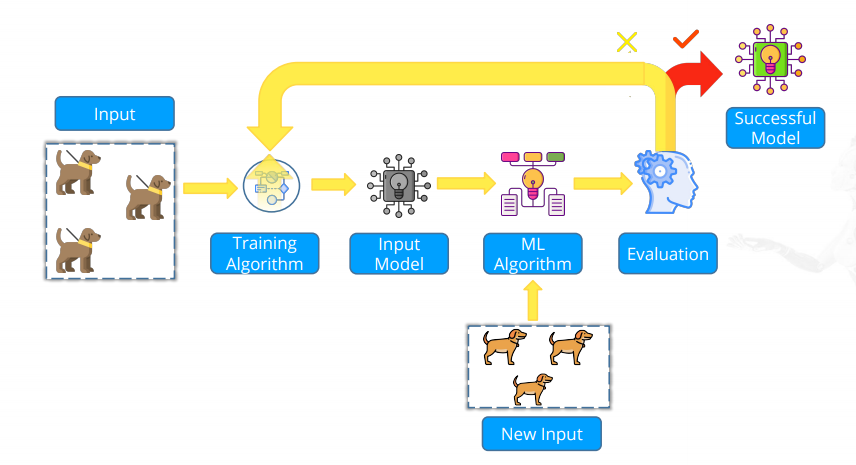 Input
Successful
Model
Training
Algorithm
Input
Model
ML
Algorithm
Evaluation
New Input